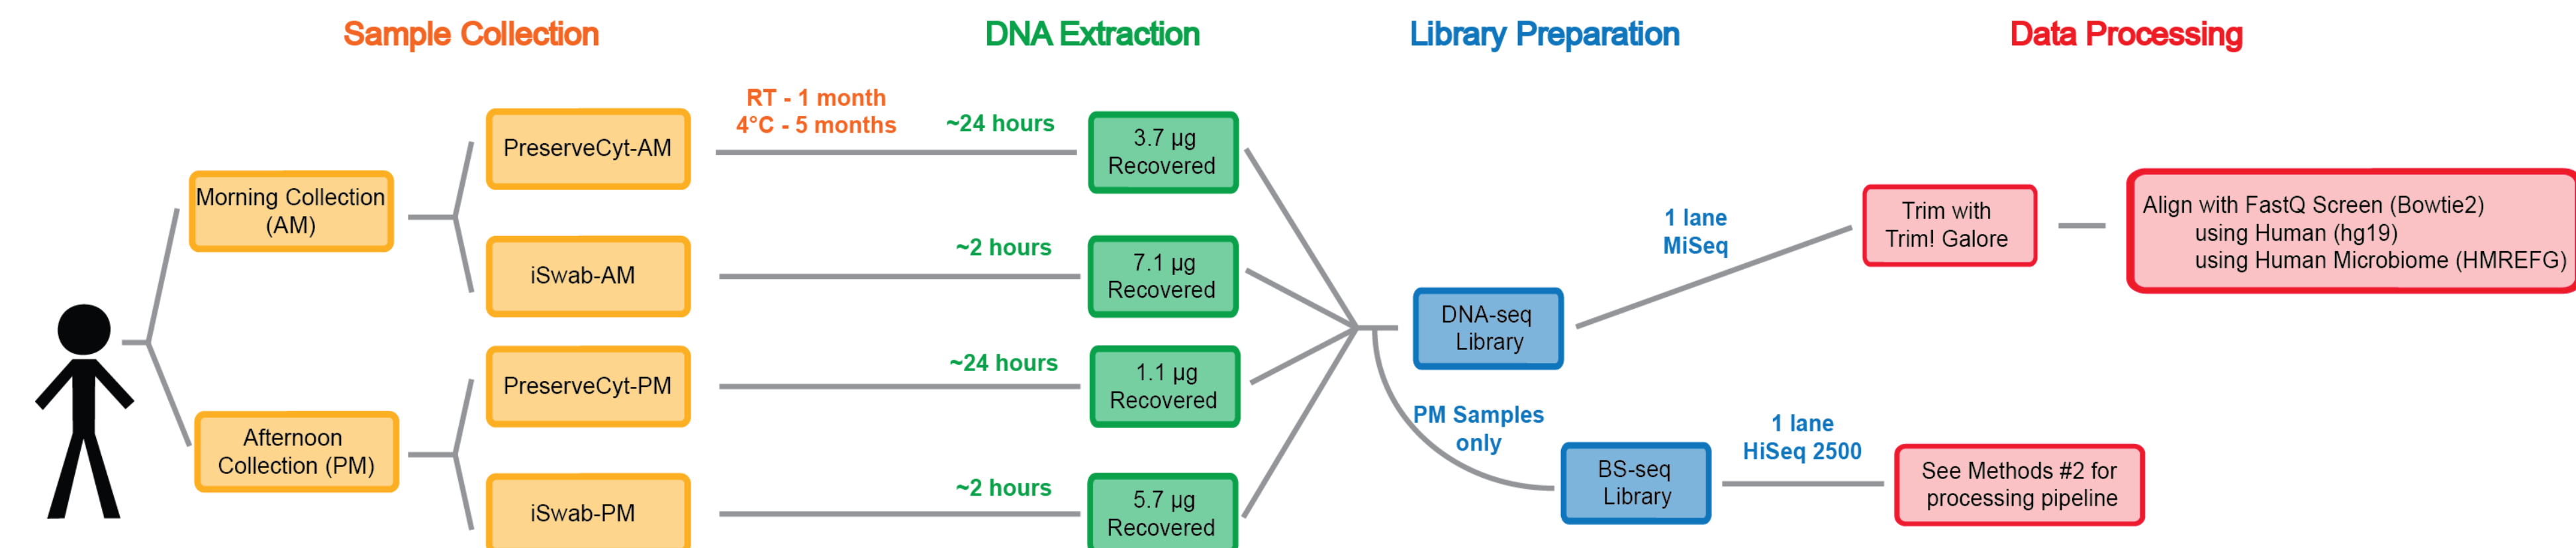 Sample Collection
DNA Extraction
Library Preparation
Data Processing
Morning Collection
(AM)
Afternoon
Collection (PM)
PreserveCyt-AM
iSwab-AM
PreserveCyt-PM
iSwab-PM
RT - 1 month
4°C - 5 months
~24 hours
~2 hours
~24 hours
~2 hours
3.7 µg
Recovered
7.1 µg
Recovered
1.1 µg
Recovered
5.7 µg
Recovered
DNA-seq
Library
PM Samples
only
BS-seq
Library
1 lane
MiSeq
1 lane
HiSeq 2500
Trim with
Trim! Galore
Align with FastQ Screen (Bowtie2)
using Human (hg19)
using Human Microbiome (HMREFG)
See Methods #2 for
processing pipeline